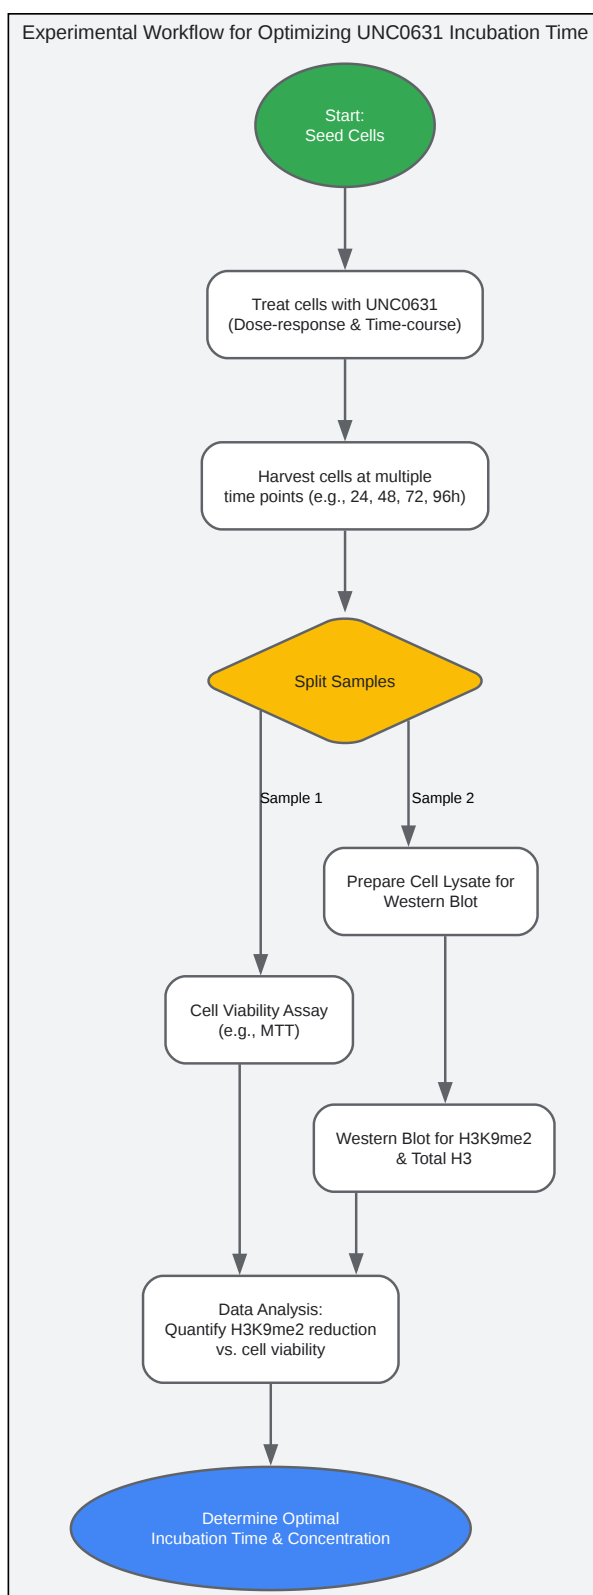 Experimental Workflow for Optimizing UNC0631 Incubation Time
Start:
Seed Cells
Treat cells with UNC0631
(Dose-response & Time-course)
Harvest cells at multiple
time points (e.g., 24, 48, 72, 96h)
Split Samples
Sample 1
Sample 2
Prepare Cell Lysate for
Western Blot
Cell Viability Assay
(e.g., MTT)
Western Blot for H3K9me2
& Total H3
Data Analysis:
Quantify H3K9me2 reduction
vs. cell viability
Determine Optimal
Incubation Time & Concentration